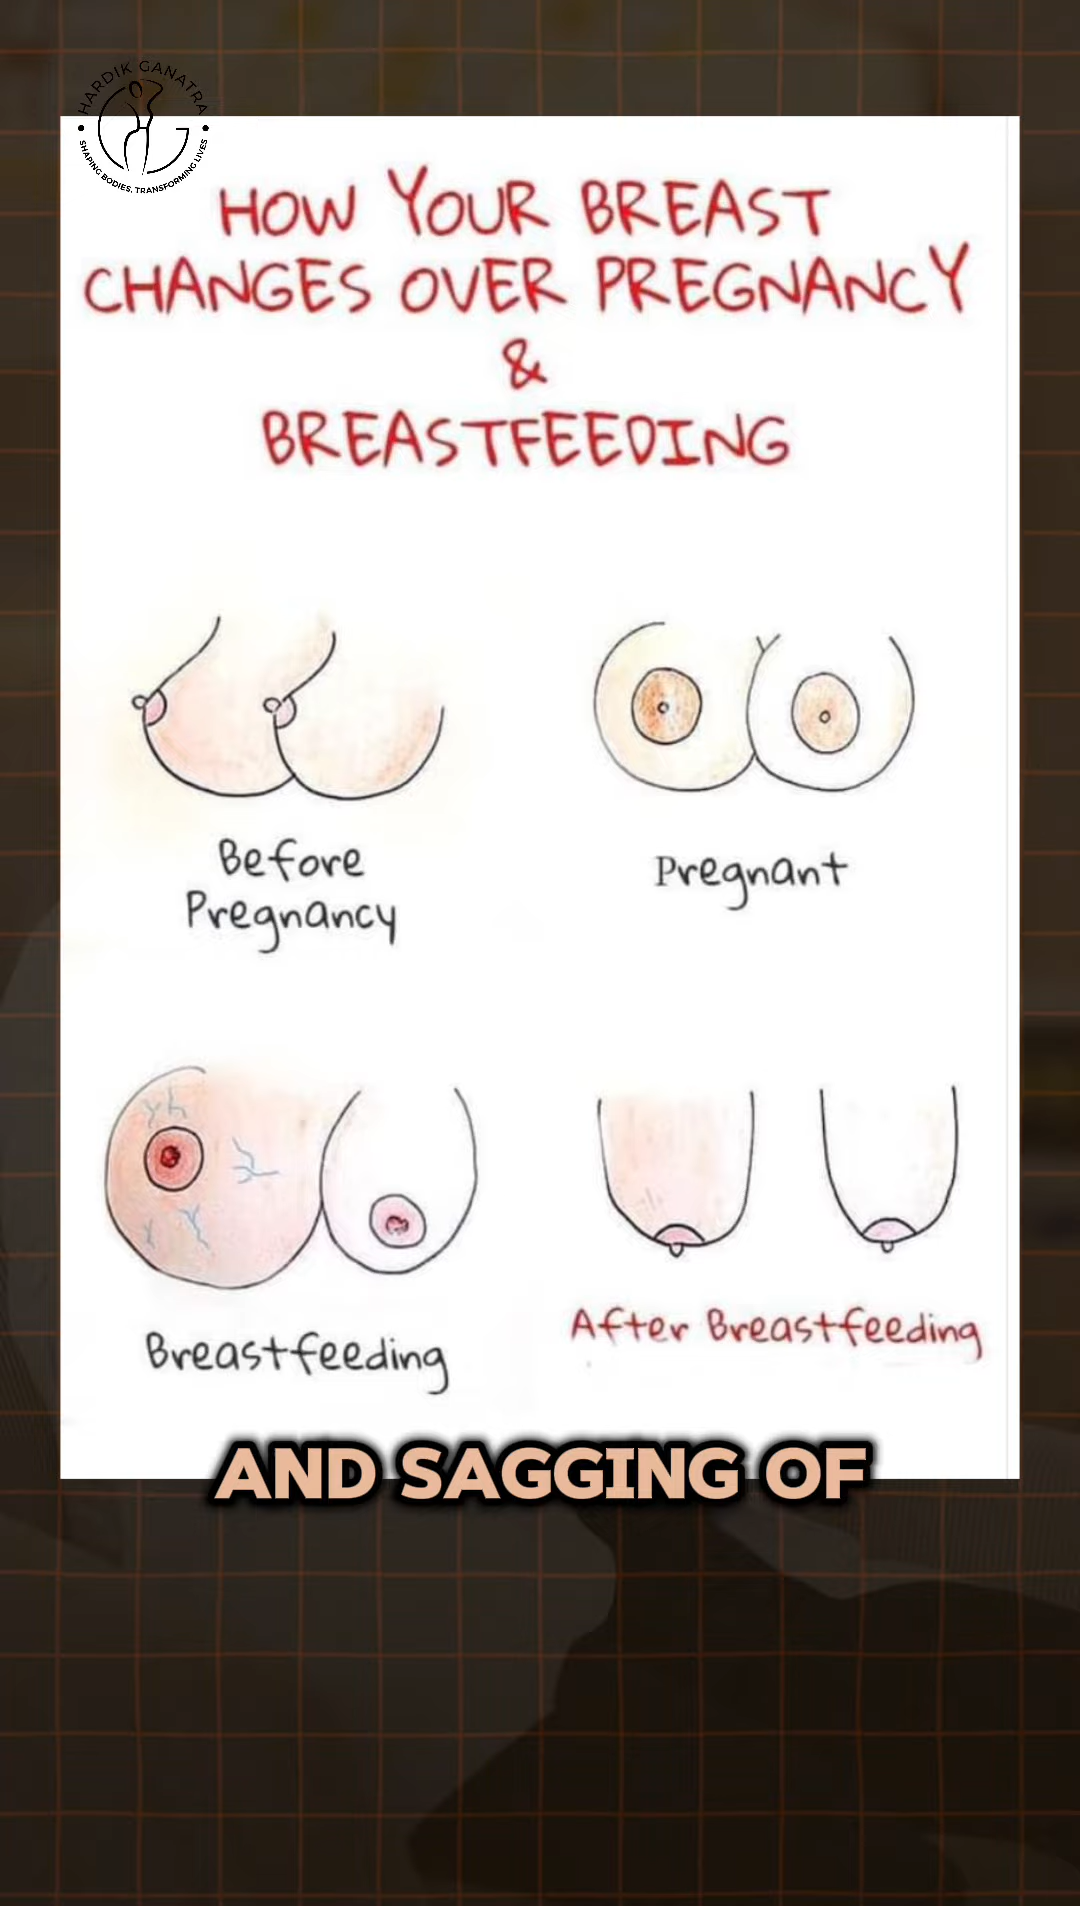 HARDIK GANATRA
SHAPING BODIES, TRANSFORMING LIVES
HOW YOUR BREAST
CHANGES OVER PREGNANCY
&
BREASTFEEDING
Before
Pregnancy
Pregnant
Breastfeeding
After Breastfeeding
AND SAGGING OF